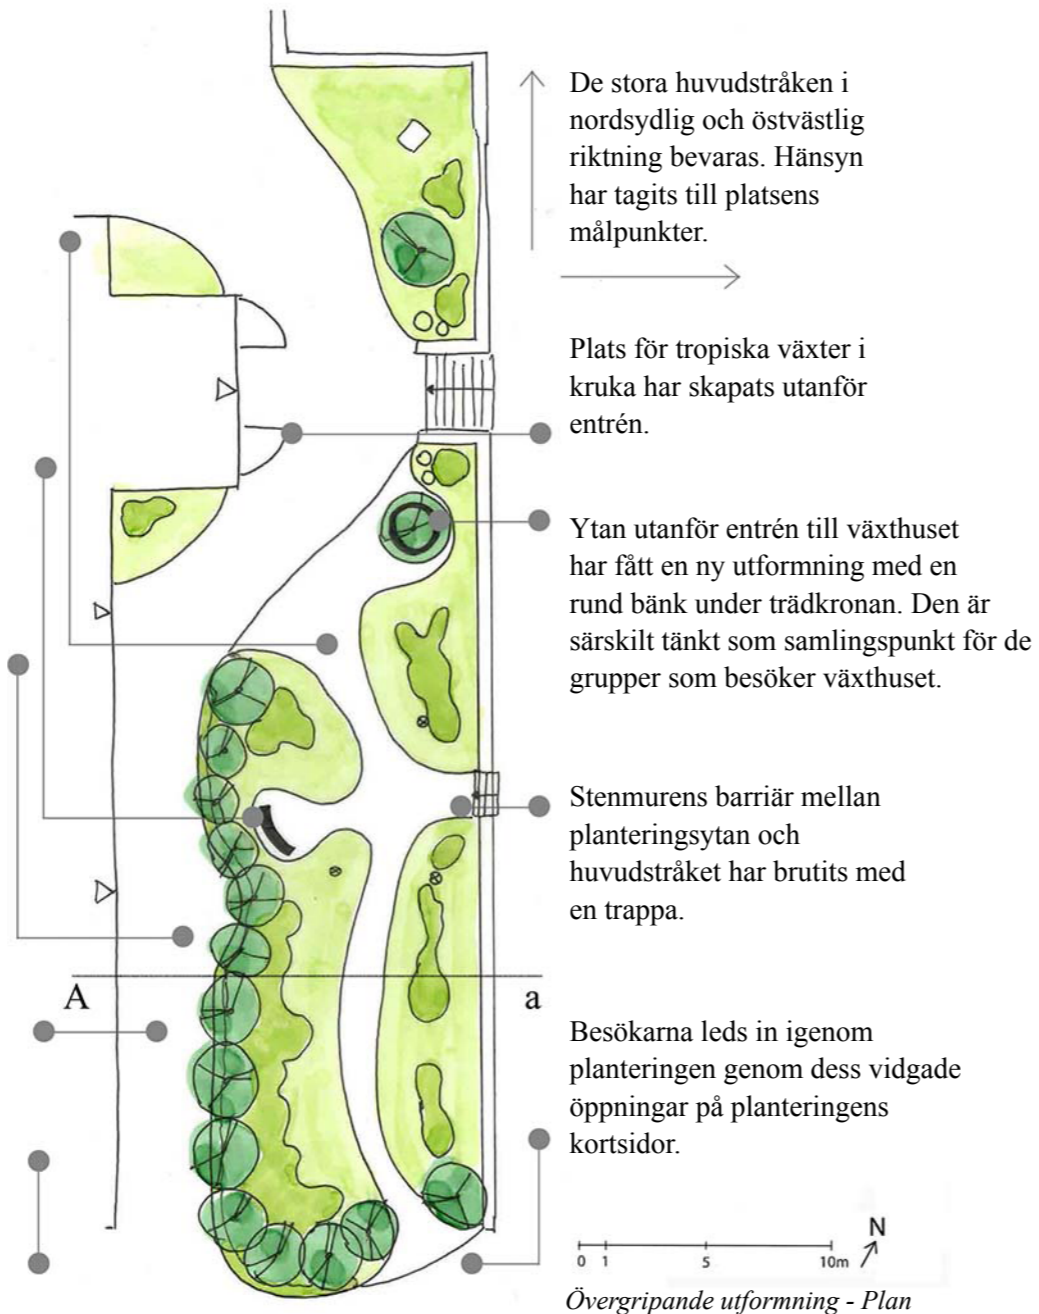 De stora huvudstråken i
nordsydlig och östvästlig
riktning bevaras. Hänsyn
har tagits till platsens
målpunkter.
Plats för tropiska växter i
kruka har skapats utanför
entrén.
Ytan utanför entrén till växthuset
har fått en ny utformning med en
rund bänk under trädkronan. Den är
särskilt tänkt som samlingspunkt för de
grupper som besöker växthuset.
Stenmurens barriär mellan
planteringsytan och
huvudstråket har brutits med
en trappa.
A a
Besökarna leds in igenom
planteringen genom dess vidgade
öppningar på planteringens
kortsidor.
N
0 1 5 10m
Övergripande utformning - Plan